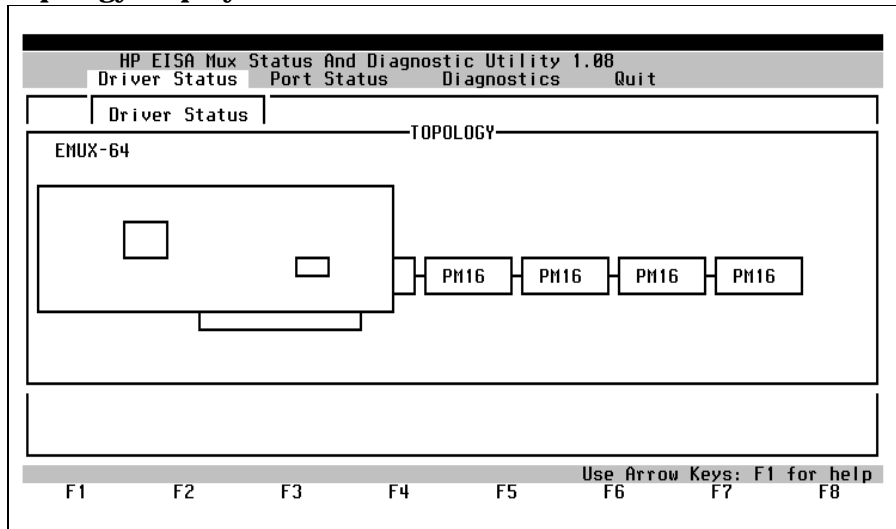 HP EISA Mux Status And Diagnostic Utility 1.08
Driver Status Port Status Diagnostics Quit
Driver Status
TOPOLOGY
EMUX-64
PM16 PM16 PM16 PM16
Use Arrow Keys: F1 for help
F1 F2 F3 F4 F5 F6 F7 F8